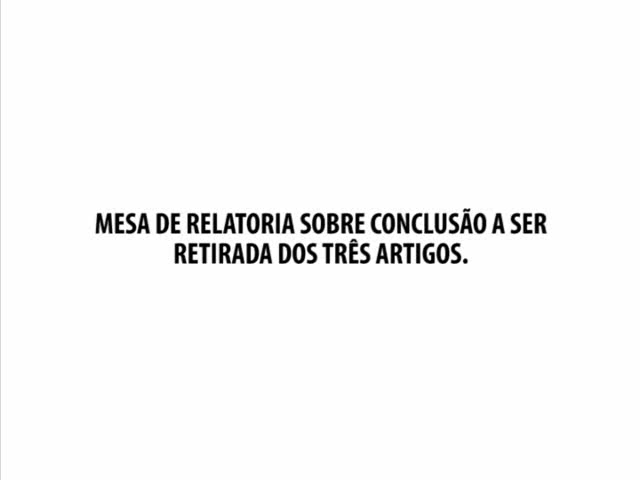 MESA DE RELATORIA SOBRE CONCLUSÃO A SER
RETIRADA DOS TRÊS ARTIGOS.